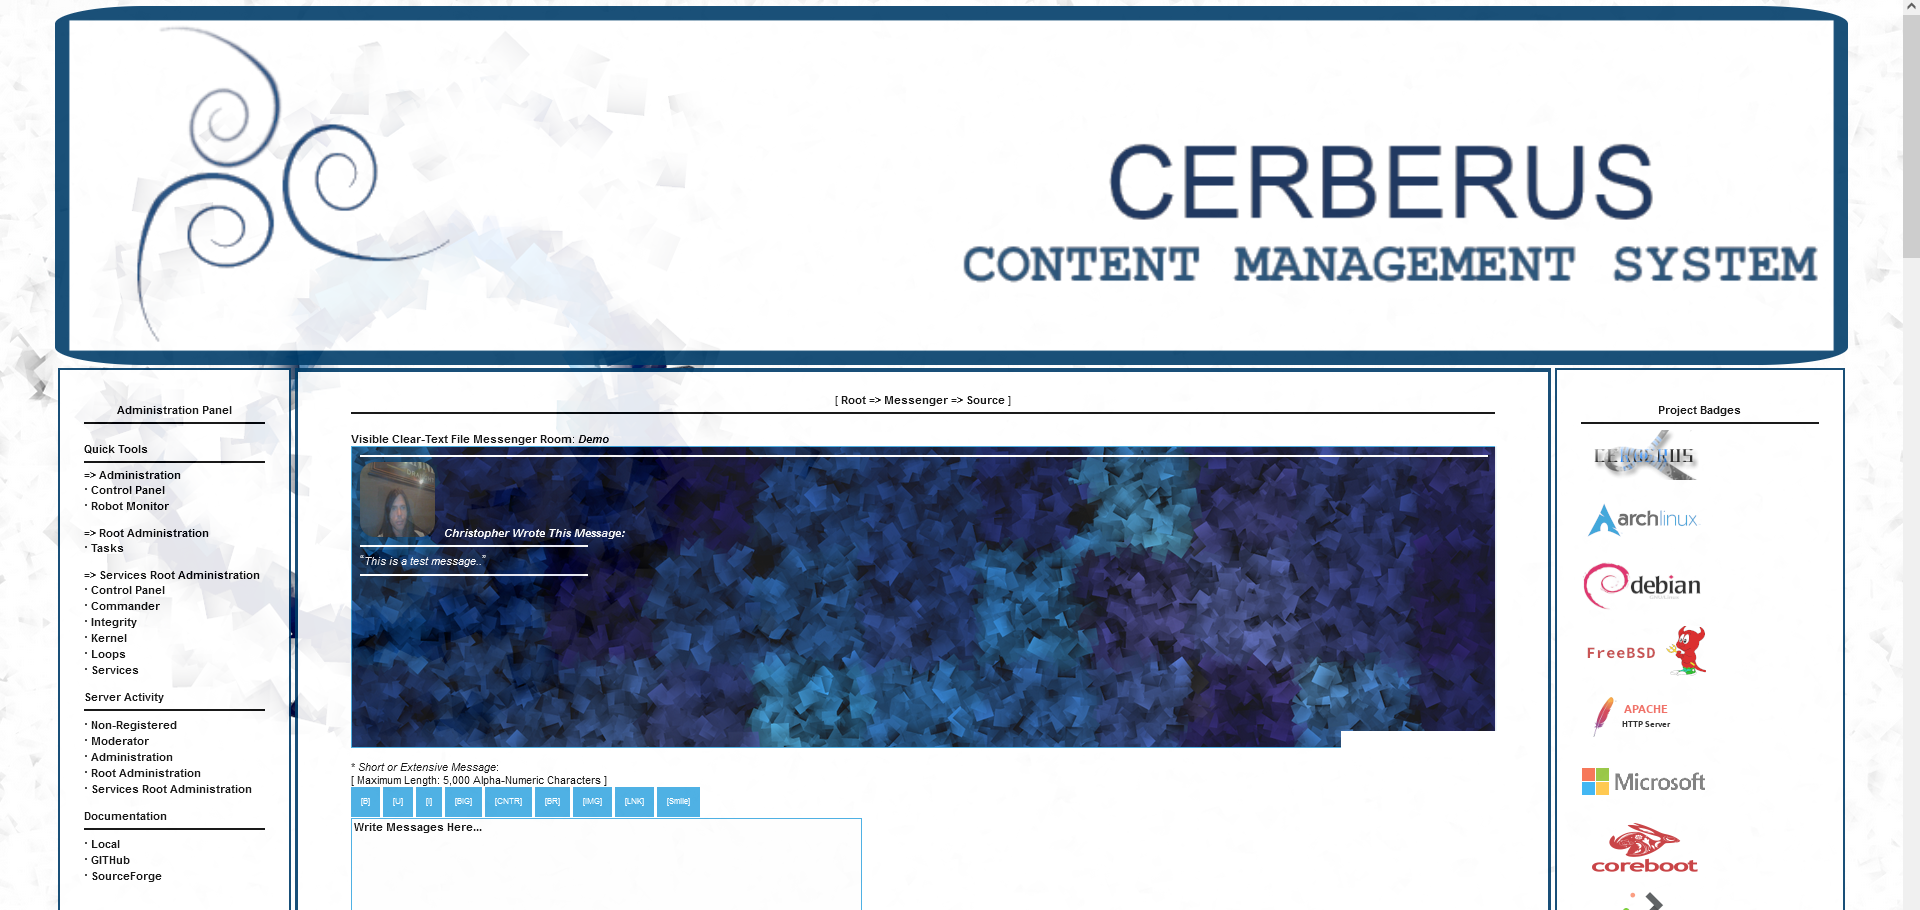 CERBERUS
CONTENT MANAGEMENT SYSTEM
Administration Panel
Quick Tools
=> Administration
· Control Panel
· Robot Monitor
=> Root Administration
· Tasks
=> Services Root Administration
· Control Panel
· Commander
· Integrity
· Kernel
· Loops
· Services
Server Activity
· Non-Registered
· Moderator
· Administration
· Root Administration
· Services Root Administration
Documentation
· Local
· GITHub
· SourceForge
[ Root => Messenger => Source ]
Visible Clear-Text File Messenger Room: Demo
Christopher Wrote This Message:
“This is a test message..”
* Short or Extensive Message:
[ Maximum Length: 5,000 Alpha-Numeric Characters ]
[B] [U] [I] [BIG] [CNTR] [BR] [IMG] [LNK] [Smile]
Write Messages Here...
Project Badges
CERBERUS
archlinux
debian
FreeBSD
APACHE
HTTP Server
Microsoft
coreboot